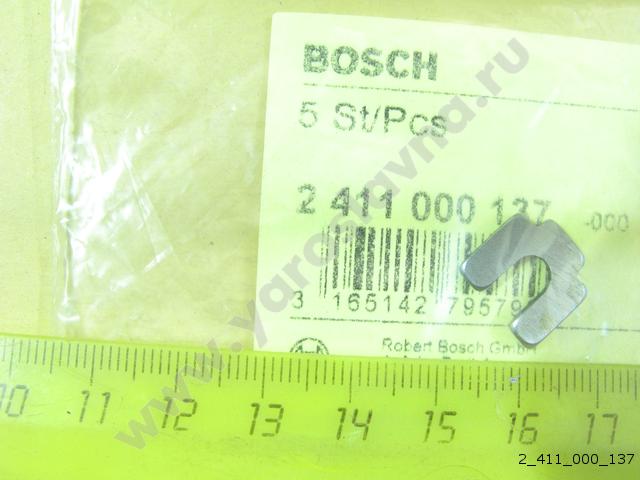 BOSCH
5 St/Pcs
2 411 000 137 -000
3 165142 79579
Robert Bosch GmbH
10 11 12 13 14 15 16 17
www.yaroslavna.ru
2_411_000_137